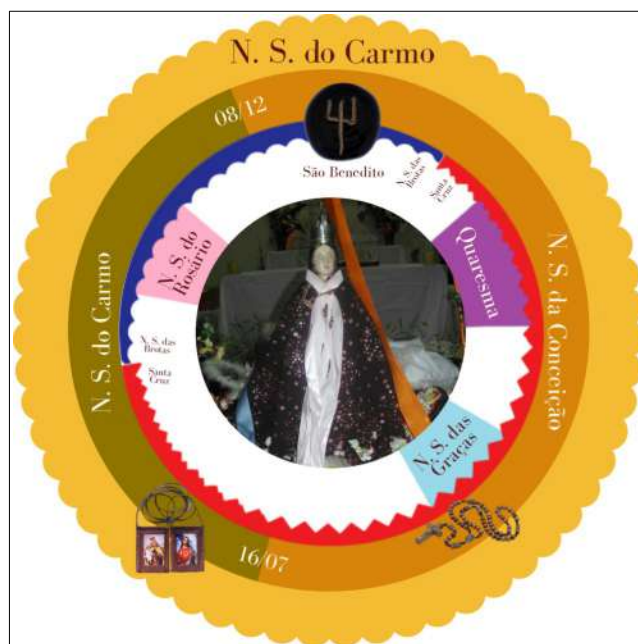 N. S. do Carmo
08/12
São Benedito
N. S. das
Brotas
Santa
Cruz
N. S. do
Rosário
Quaresma
N. S. do Carmo
N. S. da Conceição
N. S. das
Brotas
Santa
Cruz
N. S. das
Graças
16/07